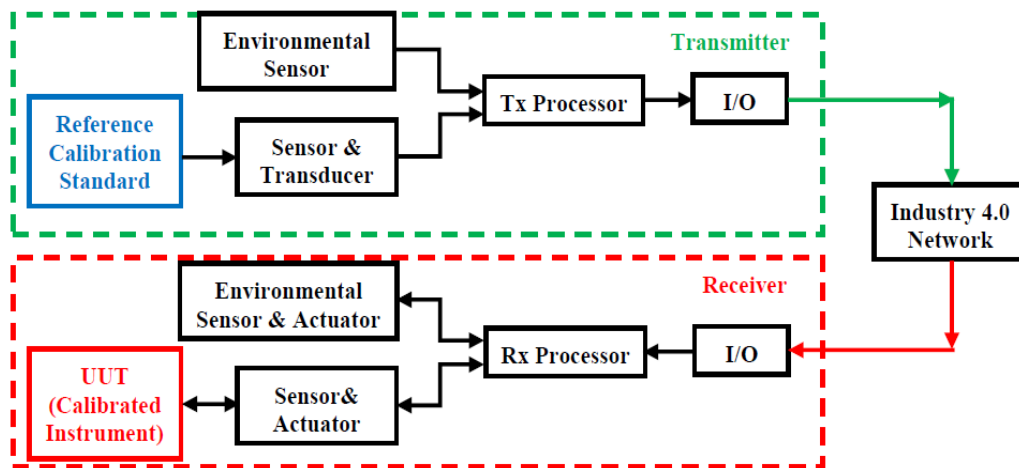 Environmental
Sensor
Transmitter
Tx Processor
I/O
Reference
Calibration
Standard
Sensor &
Transducer
Industry 4.0
Network
Environmental
Sensor & Actuator
Receiver
Rx Processor
I/O
UUT
(Calibrated
Instrument)
Sensor&
Actuator